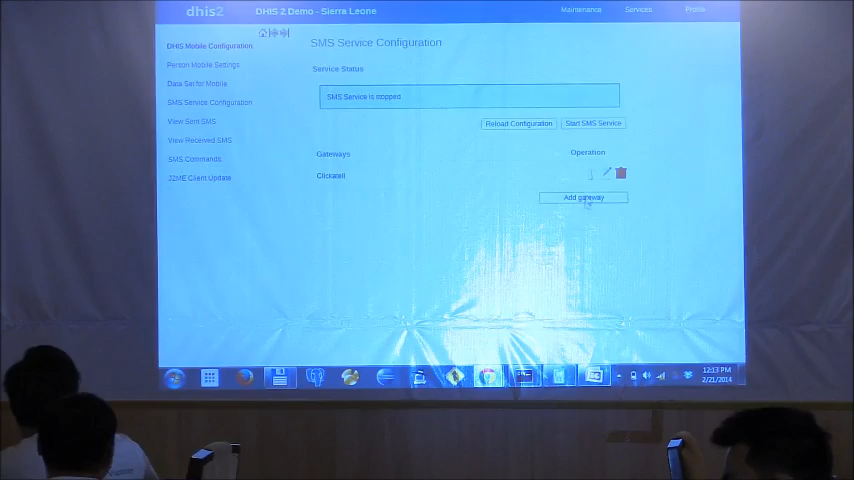 dhis2 DHIS 2 Demo - Sierra Leone Maintenance Services Profile
DHIS Mobile Configuration
Person Mobile Settings
Data Set for Mobile
SMS Service Configuration
View Sent SMS
View Received SMS
SMS Commands
J2ME Client Update
SMS Service Configuration
Service Status
SMS Service is stopped
Reload Configuration Start SMS Service
Gateways Operation
Clickatell
Add gateway
12:13 PM
2/21/2014